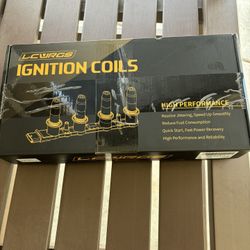 LCWRGS
IGNITION COILS
HIGH PERFORMANCE
Resolve Jittering, Speed Up Smoothly
Reduce Fuel Consumption
Quick Start, Fast Power Recovery
High Performance and Reliability